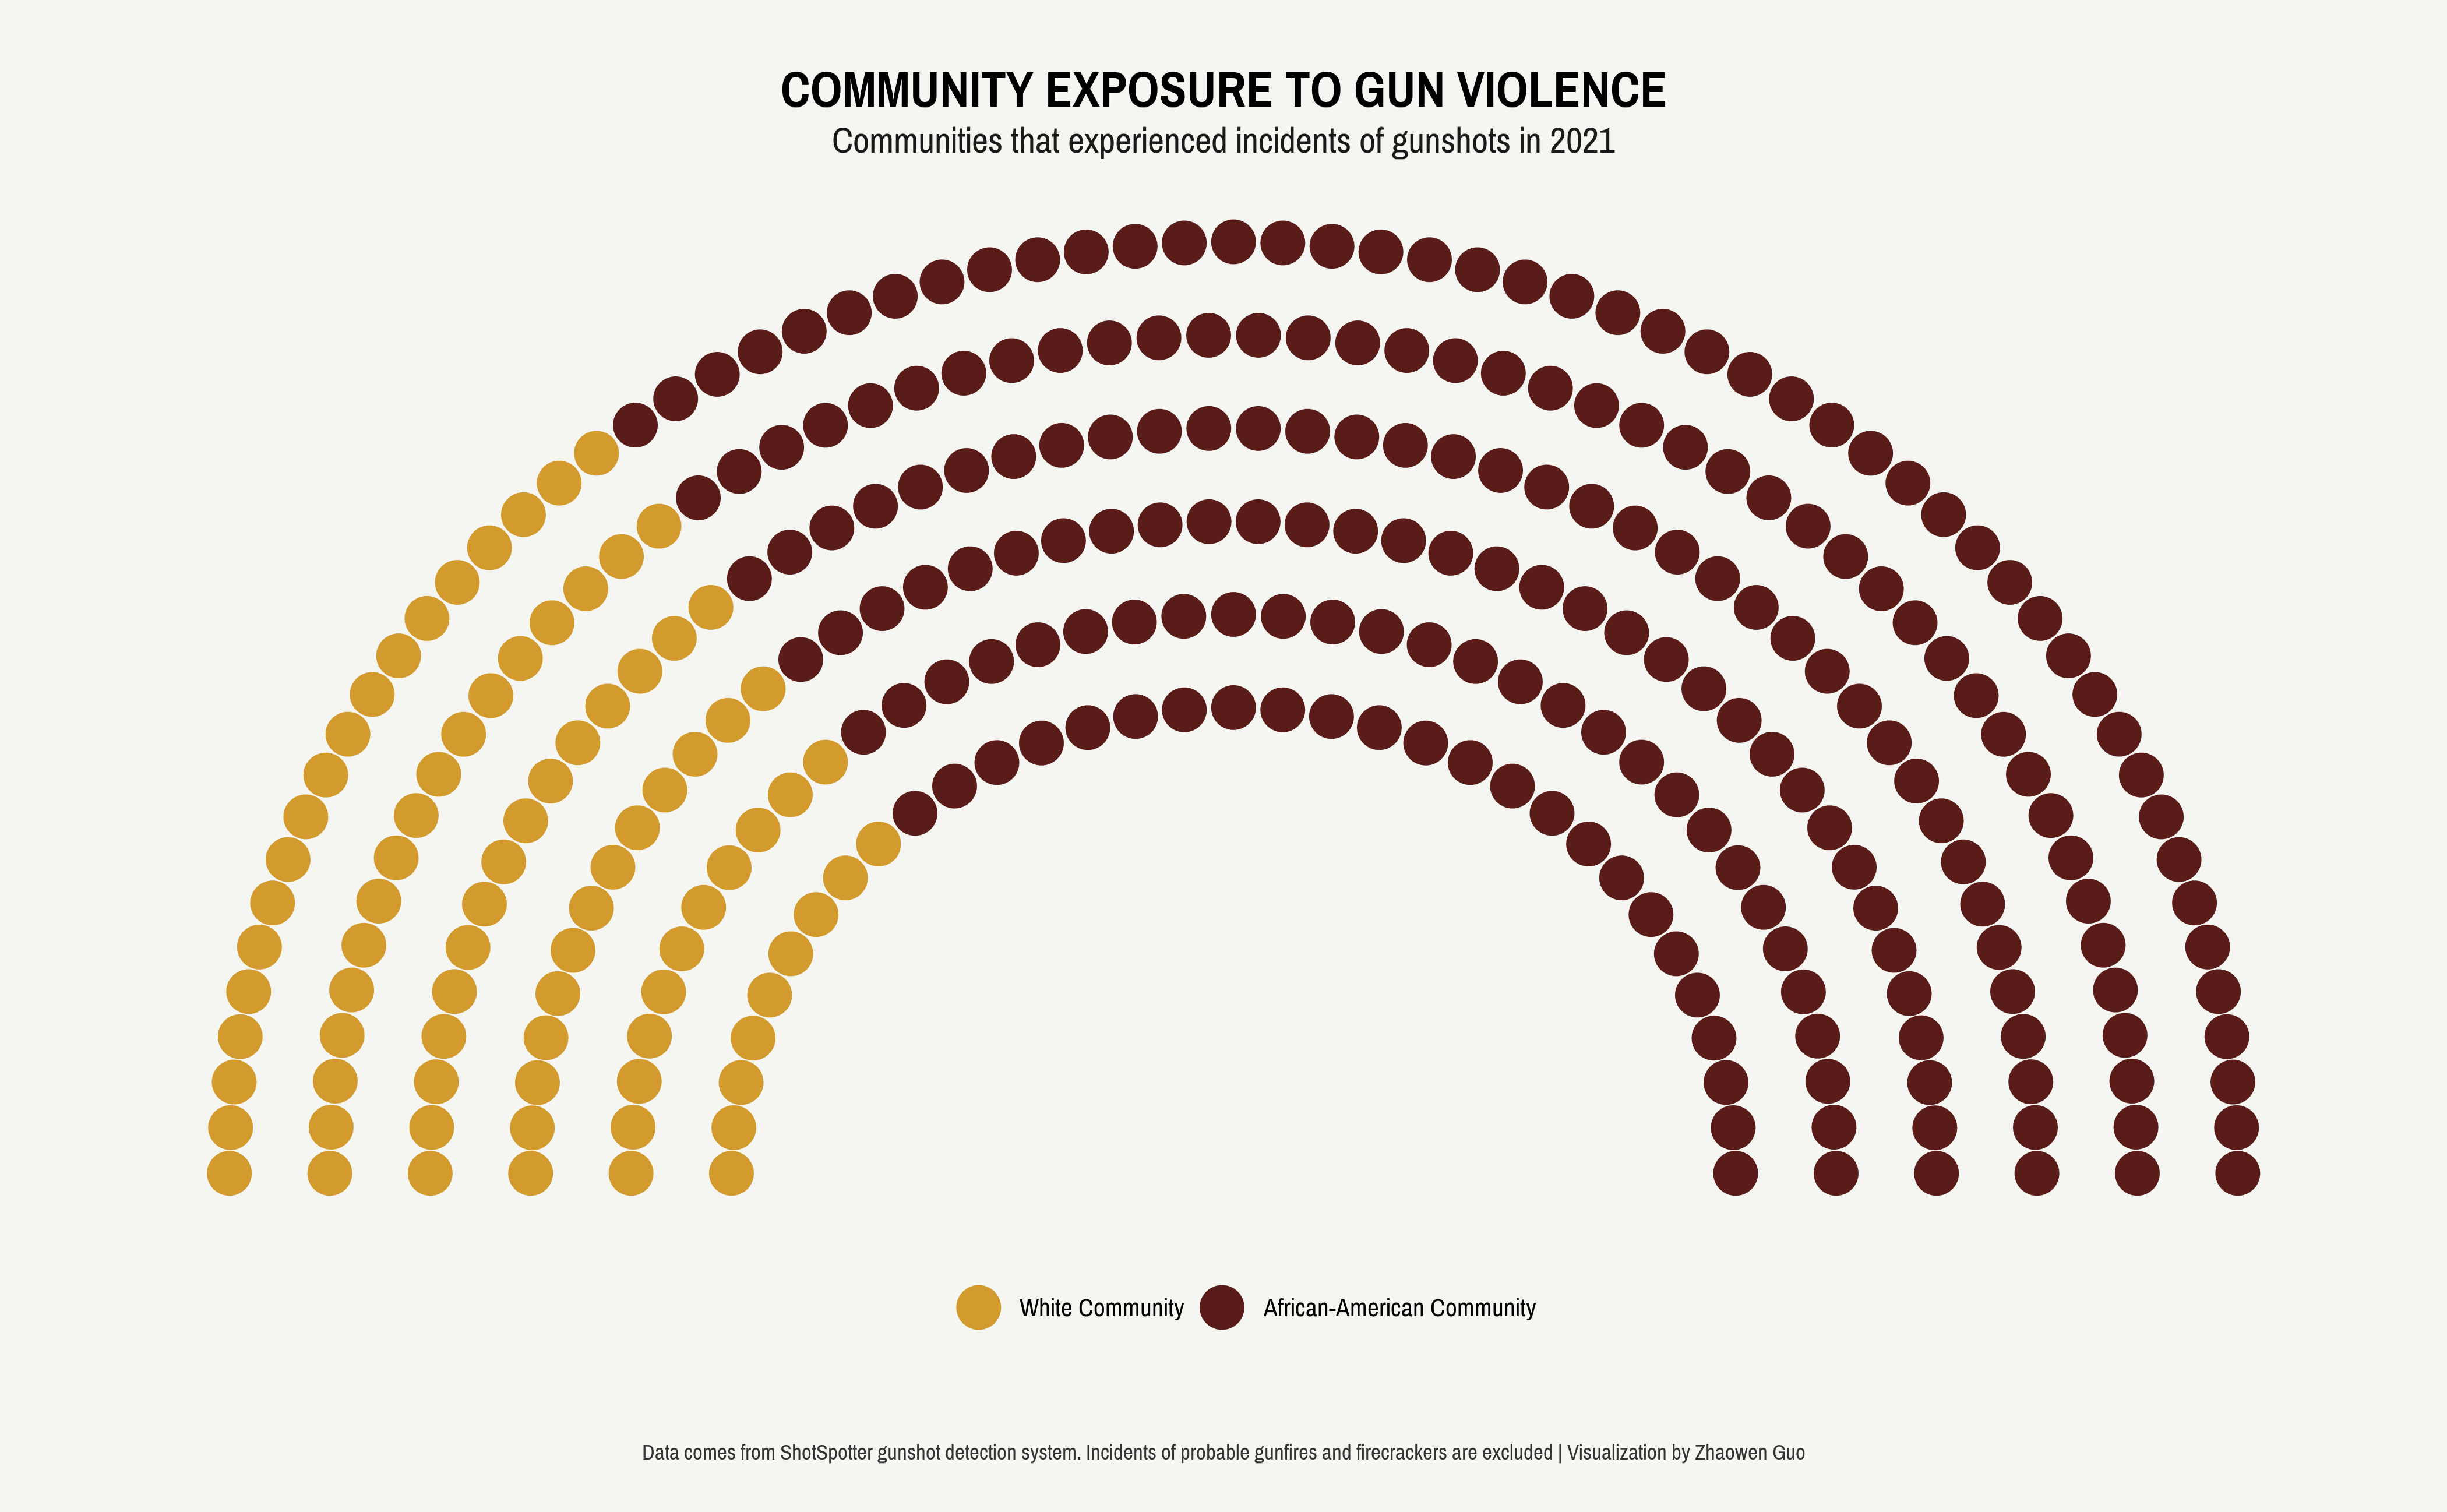 COMMUNITY EXPOSURE TO GUN VIOLENCE
Communities that experienced incidents of gunshots in 2021
White Community
African-American Community
Data comes from ShotSpotter gunshot detection system. Incidents of probable gunfires and firecrackers are excluded | Visualization by Zhaowen Guo